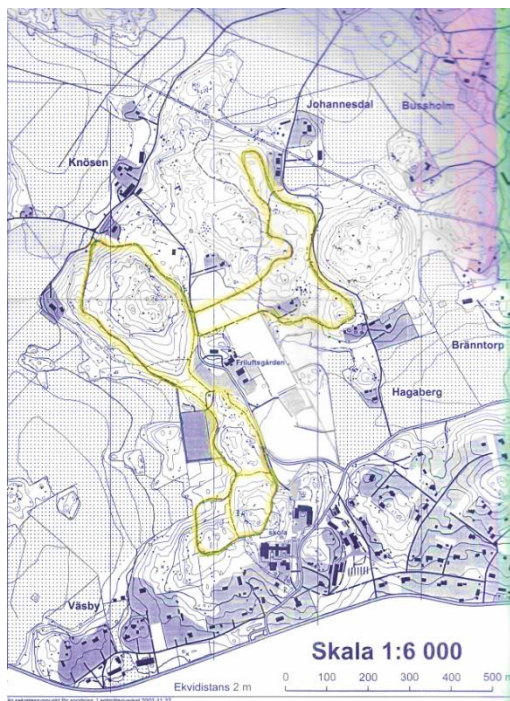 Johannesdal
Bussholm
Knösen
Bränntorp
Friluftsgården
Hagaberg
skola
Väsby
Skala 1:6 000
Ekvidistans 2 m
0 100 200 300 400 500 m